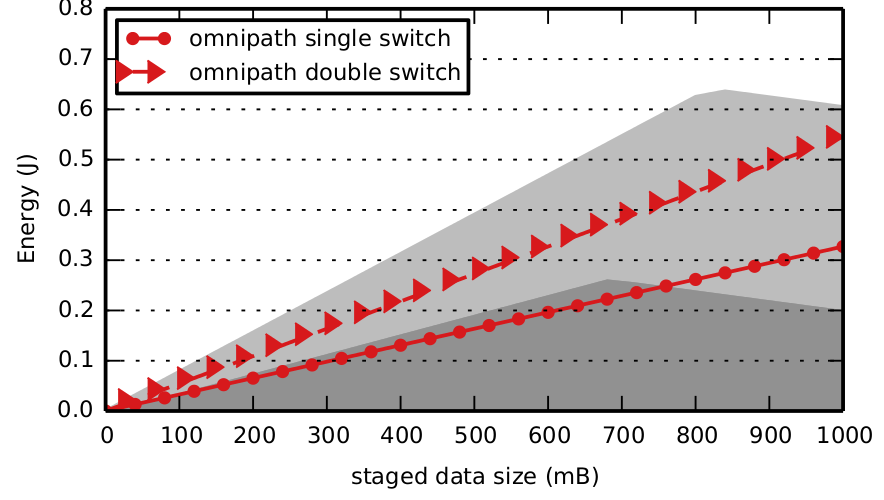 0.8
0.7
0.6
0.5
0.4
0.3
0.2
0.1
0.0
Energy (J)
omnipath single switch
omnipath double switch
0 100 200 300 400 500 600 700 800 900 1000
staged data size (mB)